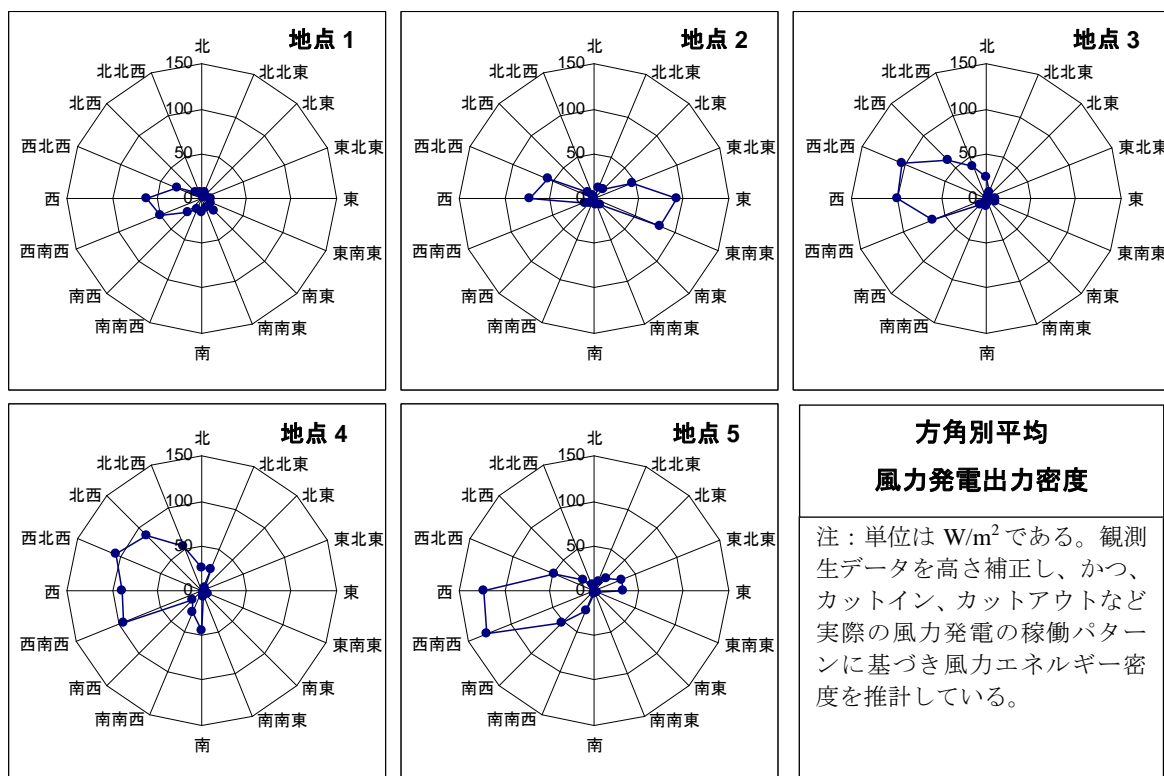 地点 1
北
北北東
北東
東北東
東
東南東
南東
南南東
南
南南西
南西
西南西
西
西北西
北西
北北西
150
100
50
0
地点 2
北
北北東
北東
東北東
東
東南東
南東
南南東
南
南南西
南西
西南西
西
西北西
北西
北北西
150
100
50
0
地点 3
北
北北東
北東
東北東
東
東南東
南東
南南東
南
南南西
南西
西南西
西
西北西
北西
北北西
150
100
50
0
地点 4
北
北北東
北東
東北東
東
東南東
南東
南南東
南
南南西
南西
西南西
西
西北西
北西
北北西
150
100
50
0
地点 5
北
北北東
北東
東北東
東
東南東
南東
南南東
南
南南西
南西
西南西
西
西北西
北西
北北西
150
100
50
0
方角別平均
風力発電出力密度
注：単位は W/m² である。観測
生データを高さ補正し、かつ、
カットイン、カットアウトなど
実際の風力発電の稼働パター
ンに基づき風力エネルギー密
度を推計している。